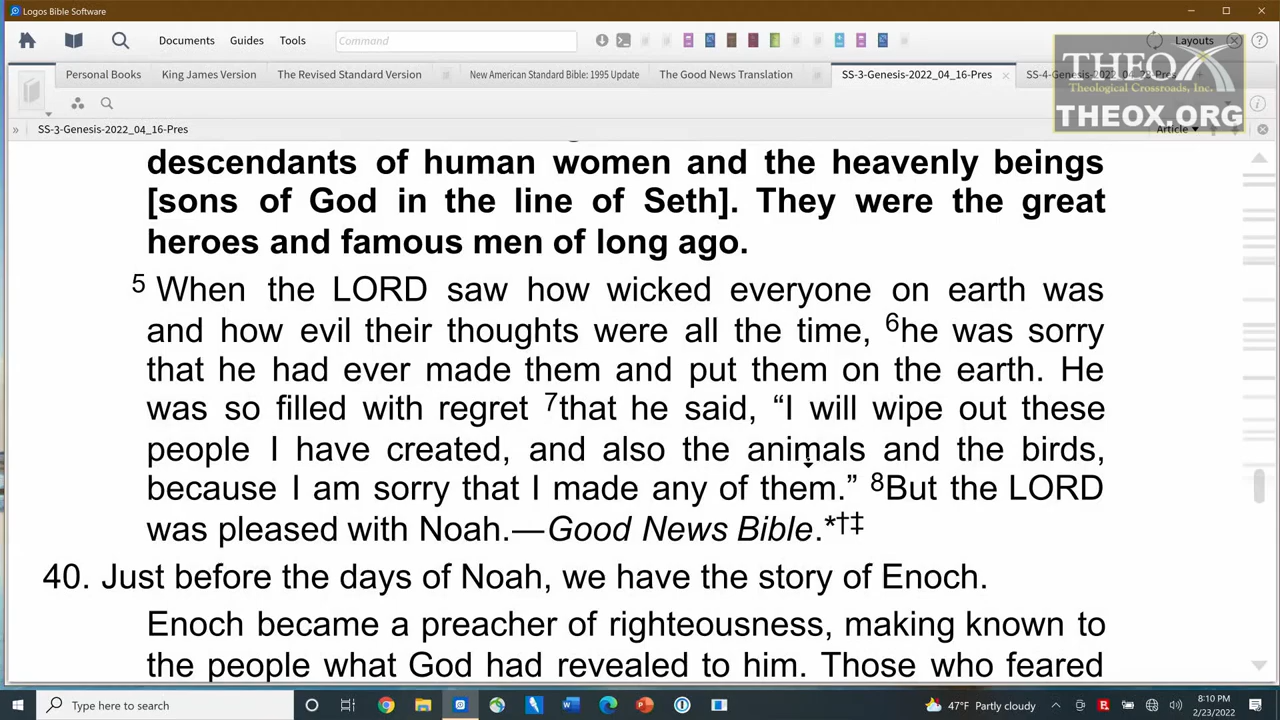 Logos Bible Software
Documents Guides Tools Command Layouts
THEOX
Theological Crossroads, Inc.
THEOX.ORG
Personal Books King James Version The Revised Standard Version New American Standard Bible: 1995 Update The Good News Translation SS-3-Genesis-2022_04_16-Pres
SS-3-Genesis-2022_04_16-Pres Article
descendants of human women and the heavenly beings
[sons of God in the line of Seth]. They were the great
heroes and famous men of long ago.
5 When the LORD saw how wicked everyone on earth was
and how evil their thoughts were all the time, 6he was sorry
that he had ever made them and put them on the earth. He
was so filled with regret 7that he said, “I will wipe out these
people I have created, and also the animals and the birds,
because I am sorry that I made any of them.” 8But the LORD
was pleased with Noah.—Good News Bible.*†‡
40. Just before the days of Noah, we have the story of Enoch.
Enoch became a preacher of righteousness, making known to
the people what God had revealed to him. Those who feared
Type here to search
47°F Partly cloudy
8:10 PM
2/23/2022